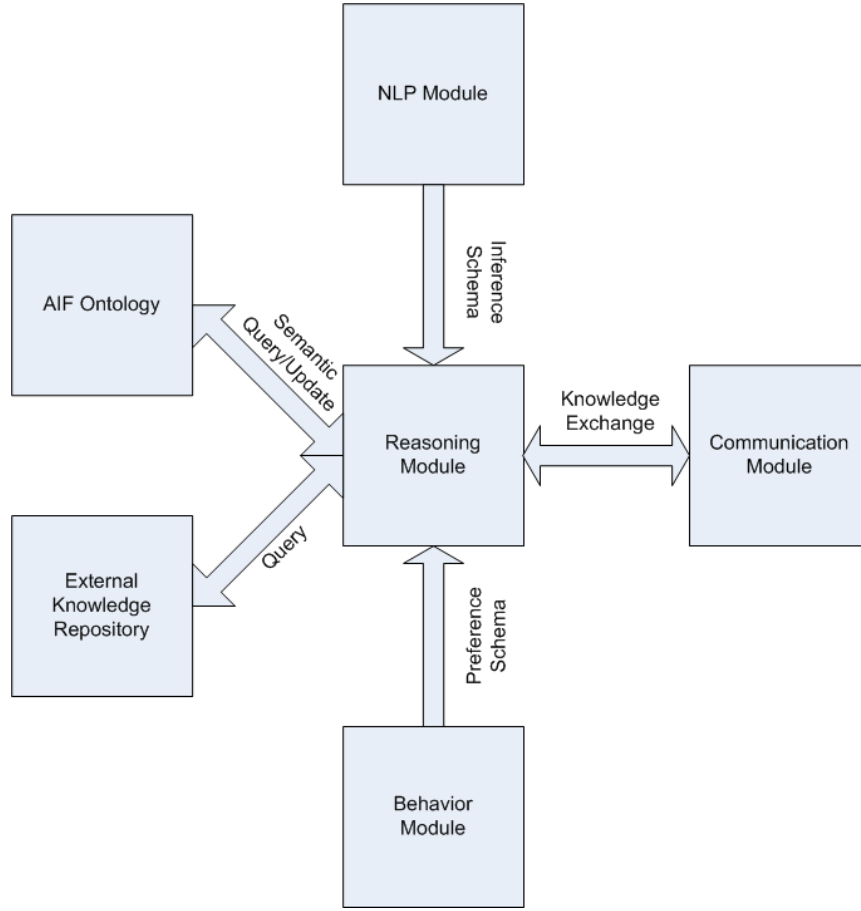 NLP Module
Inference
Schema
AIF Ontology
Semantic
Query/Update
Knowledge
Exchange
Reasoning
Module
Communication
Module
Query
External
Knowledge
Repository
Preference
Schema
Behavior
Module